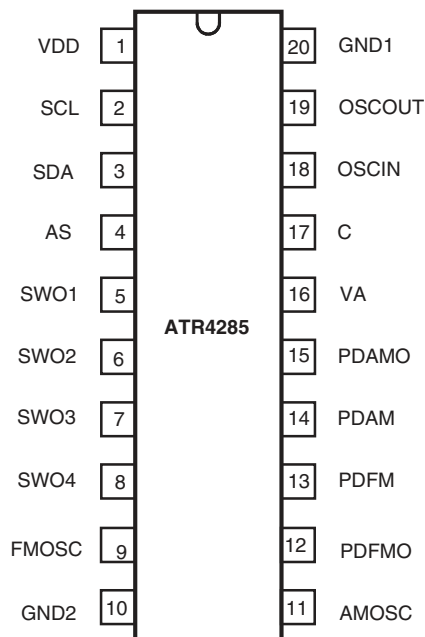 VDD 1 20 GND1
SCL 2 19 OSCOUT
SDA 3 18 OSCIN
AS 4 17 C
SWO1 5 16 VA
ATR4285
SWO2 6 15 PDAMO
SWO3 7 14 PDAM
SWO4 8 13 PDFM
FMOSC 9 12 PDFMO
GND2 10 11 AMOSC